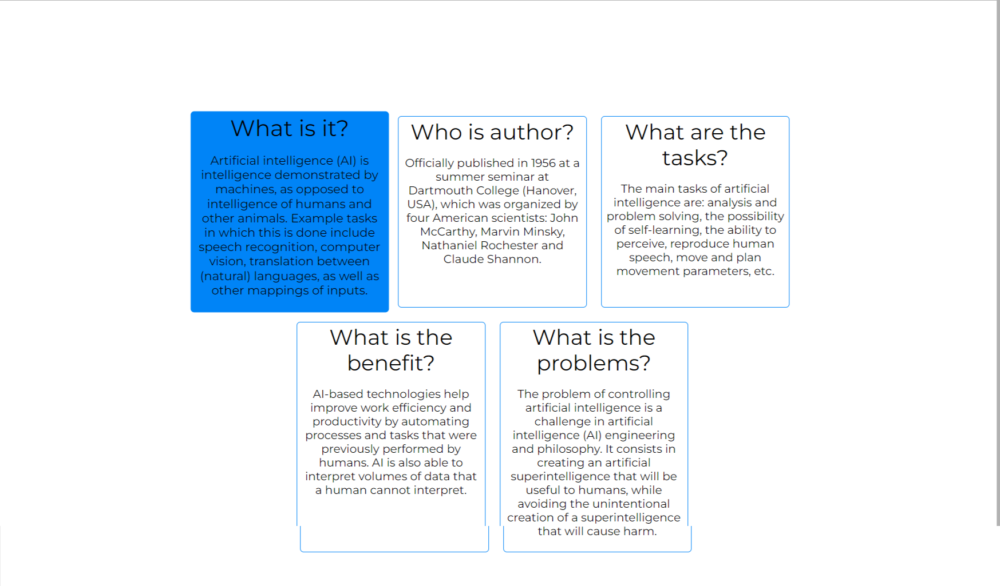 What is it?
Artificial intelligence (AI) is
intelligence demonstrated by
machines, as opposed to
intelligence of humans and
other animals. Example tasks
in which this is done include
speech recognition, computer
vision, translation between
(natural) languages, as well as
other mappings of inputs.
Who is author?
Officially published in 1956 at a
summer seminar at
Dartmouth College (Hanover,
USA), which was organized by
four American scientists: John
McCarthy, Marvin Minsky,
Nathaniel Rochester and
Claude Shannon.
What are the
tasks?
The main tasks of artificial
intelligence are: analysis and
problem solving, the possibility
of self-learning, the ability to
perceive, reproduce human
speech, move and plan
movement parameters, etc.
What is the
benefit?
AI-based technologies help
improve work efficiency and
productivity by automating
processes and tasks that were
previously performed by
humans. AI is also able to
interpret volumes of data that
a human cannot interpret.
What is the
problems?
The problem of controlling
artificial intelligence is a
challenge in artificial
intelligence (AI) engineering
and philosophy. It consists in
creating an artificial
superintelligence that will be
useful to humans, while
avoiding the unintentional
creation of a superintelligence
that will cause harm.